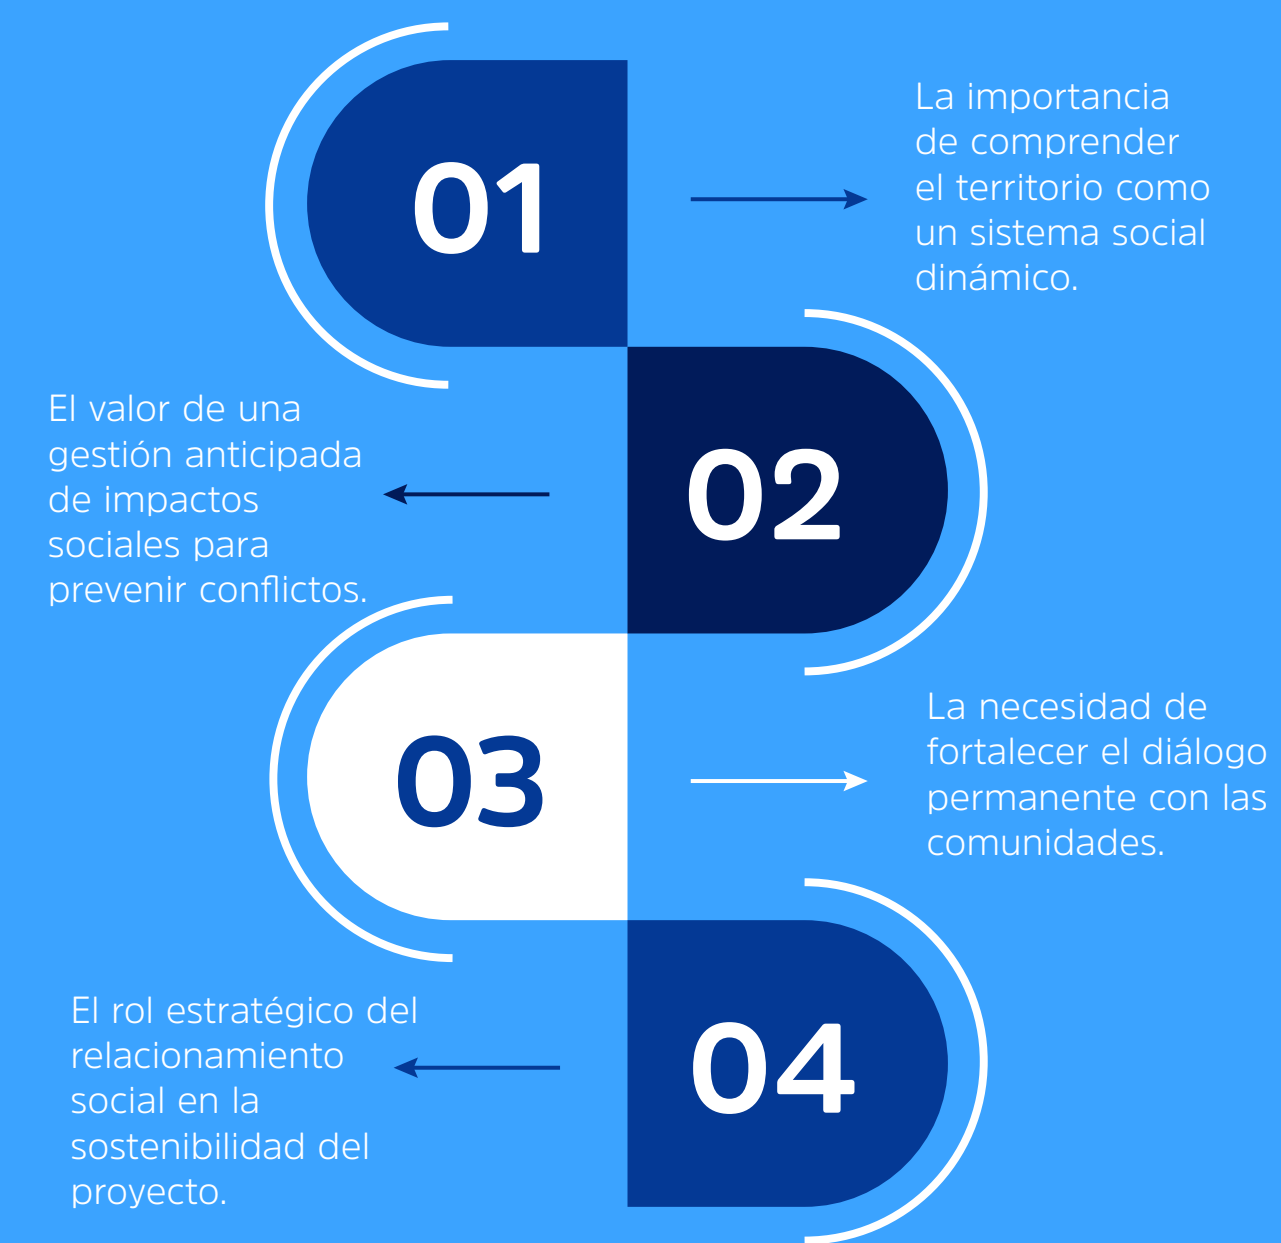 01
La importancia
de comprender
el territorio como
un sistema social
dinámico.
02
El valor de una
gestión anticipada
de impactos
sociales para
prevenir conflictos.
03
La necesidad de
fortalecer el diálogo
permanente con las
comunidades.
04
El rol estratégico del
relacionamiento
social en la
sostenibilidad del
proyecto.